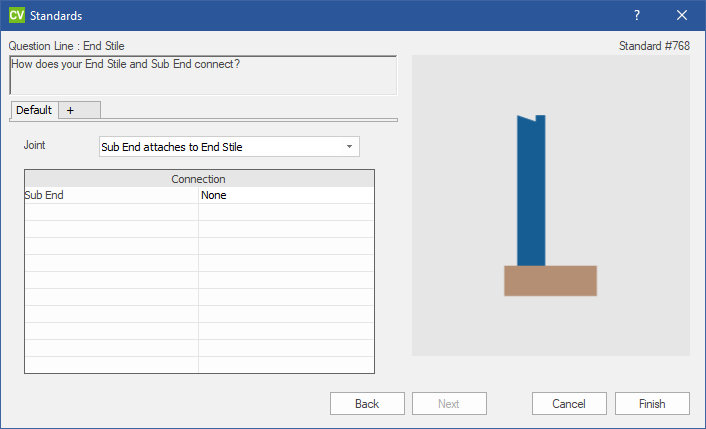 CV Standards ?
Question Line : End Stile
Standard #768
How does your End Stile and Sub End connect?
Default +
Joint Sub End attaches to End Stile
Connection
Sub End None
Back Next Cancel Finish